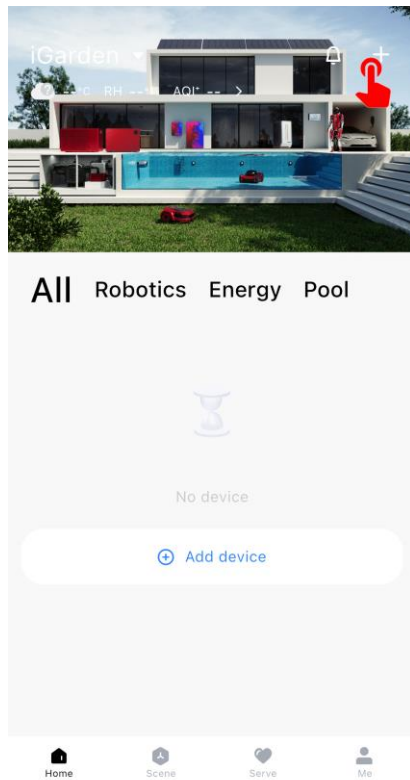 iGarden
--°C RH --% AQI: -- >
All Robotics Energy Pool
No device
Add device
Home Scene Serve Me